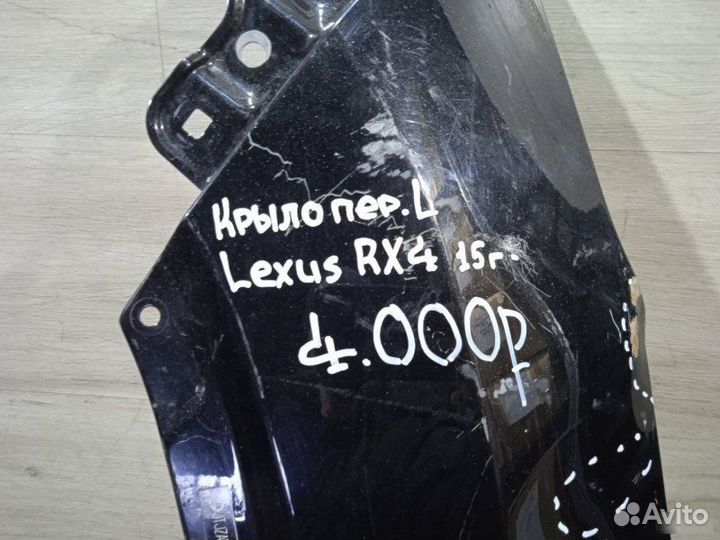 Крыло пер. L
Lexus RX4 15г.
4.000р
Avito